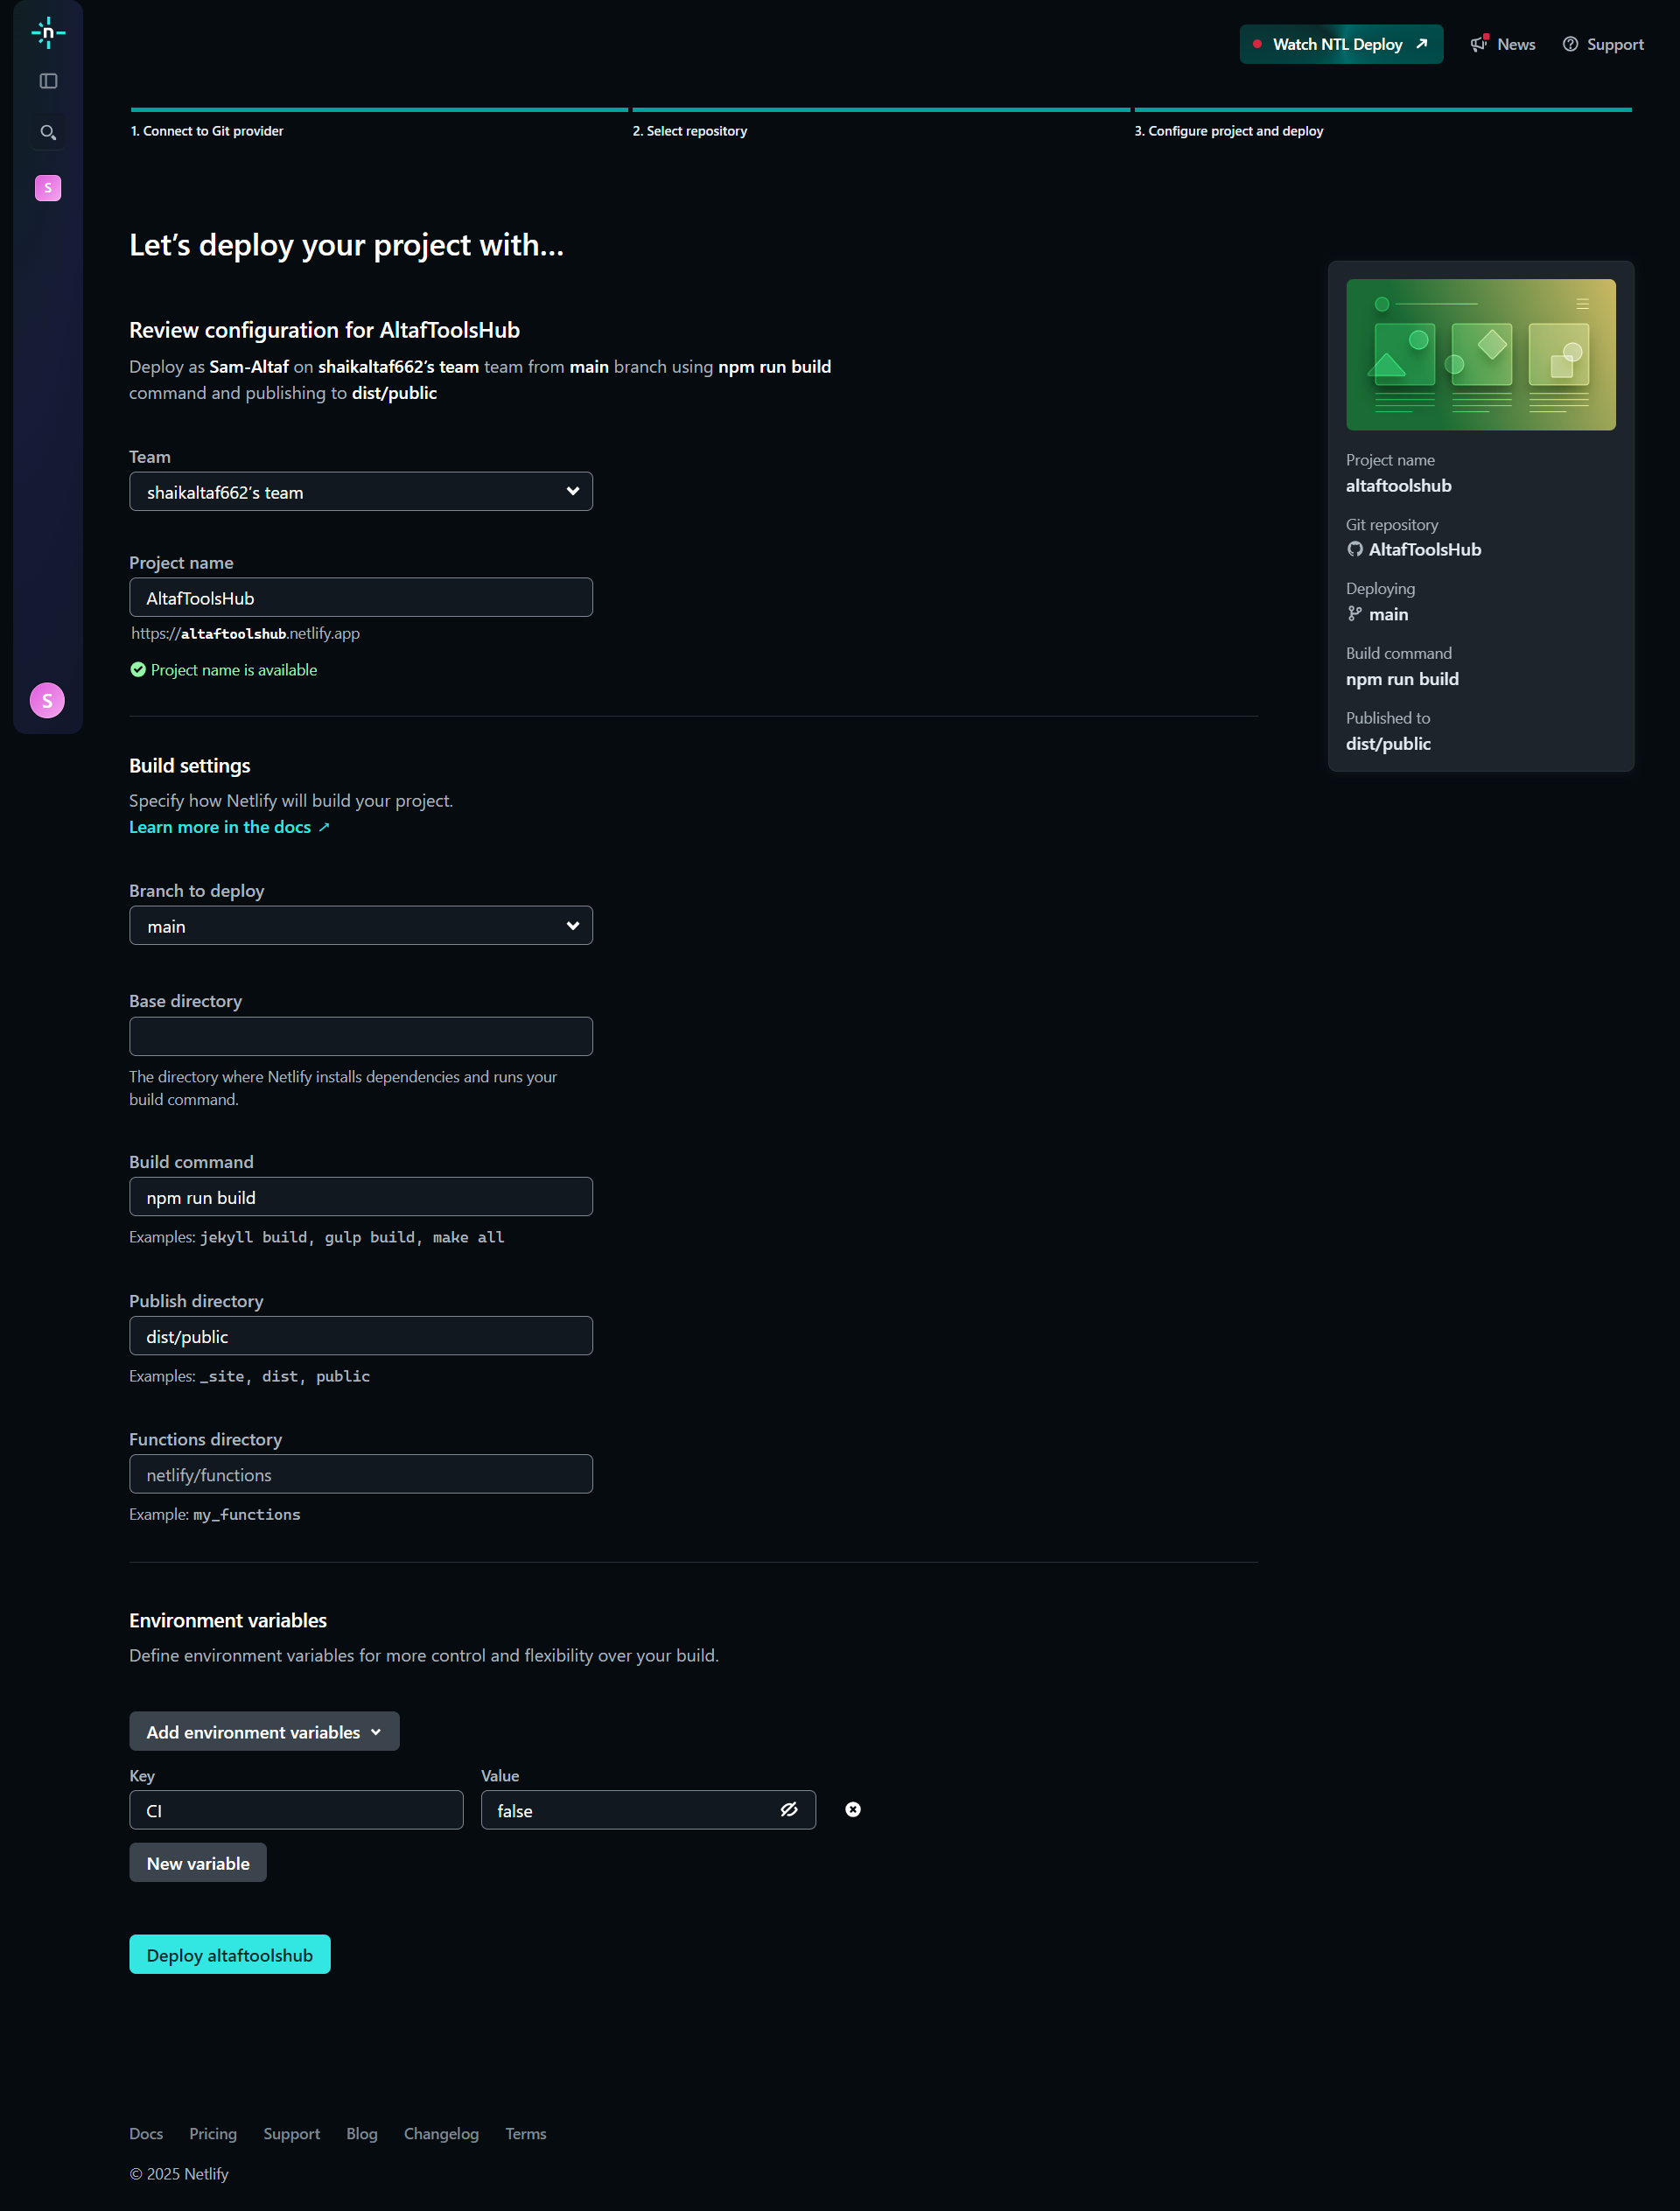 n
Watch NTL Deploy ↗
News
Support
S
1. Connect to Git provider
2. Select repository
3. Configure project and deploy
Let’s deploy your project with…
Review configuration for AltafToolsHub
Deploy as Sam-Altaf on shaikaltaf662’s team team from main branch using npm run build
command and publishing to dist/public
Team
shaikaltaf662’s team
Project name
AltafToolsHub
https://altaftoolshub.netlify.app
Project name is available
S
Project name
altaftoolshub
Git repository
AltafToolsHub
Deploying
main
Build command
npm run build
Published to
dist/public
Build settings
Specify how Netlify will build your project.
Learn more in the docs ↗
Branch to deploy
main
Base directory
The directory where Netlify installs dependencies and runs your
build command.
Build command
npm run build
Examples: jekyll build, gulp build, make all
Publish directory
dist/public
Examples: _site, dist, public
Functions directory
netlify/functions
Example: my_functions
Environment variables
Define environment variables for more control and flexibility over your build.
Add environment variables
Key
Value
CI
false
New variable
Deploy altaftoolshub
Docs
Pricing
Support
Blog
Changelog
Terms
© 2025 Netlify